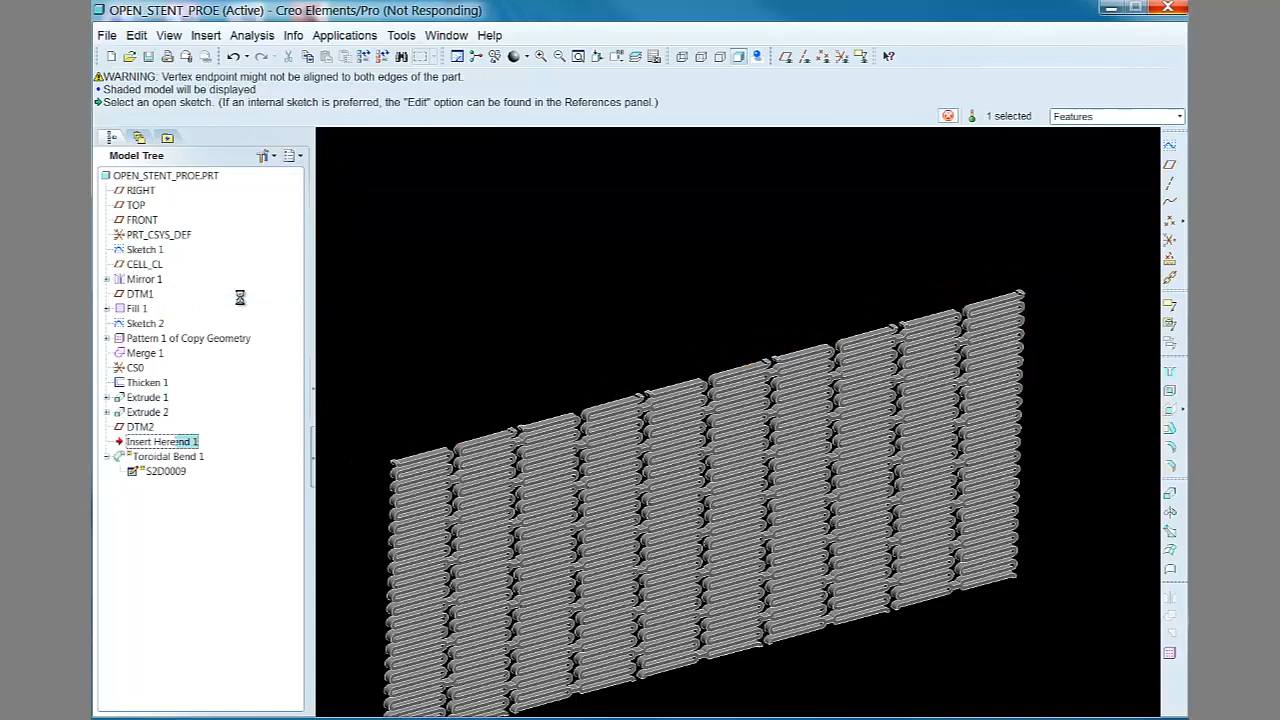 OPEN_STENT_PROE (Active) - Creo Elements/Pro (Not Responding)
File Edit View Insert Analysis Info Applications Tools Window Help
WARNING: Vertex endpoint might not be aligned to both edges of the part.
• Shaded model will be displayed
Select an open sketch. (If an internal sketch is preferred, the "Edit" option can be found in the References panel.)
1 selected Features
Model Tree
OPEN_STENT_PROE.PRT
RIGHT
TOP
FRONT
PRT_CSYS_DEF
Sketch 1
CELL_CL
Mirror 1
DTM1
Fill 1
Sketch 2
Pattern 1 of Copy Geometry
Merge 1
CS0
Thicken 1
Extrude 1
Extrude 2
DTM2
Insert Hereend 1
Toroidal Bend 1
S2D0009